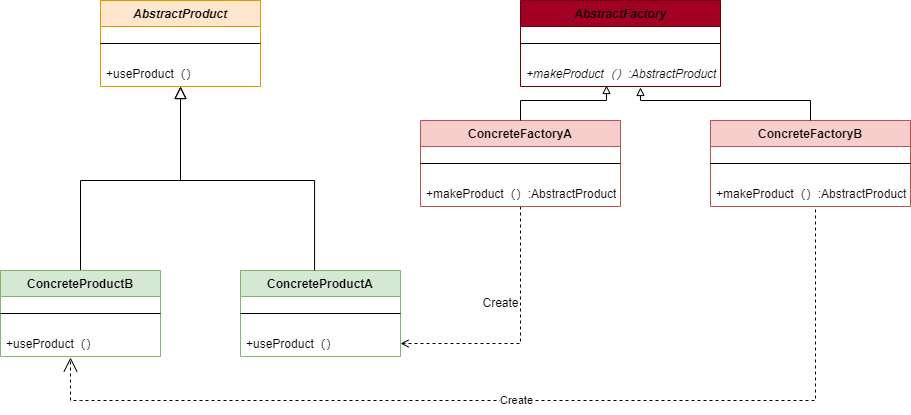 AbstractProduct
+useProduct ()
AbstractFactory
+makeProduct () :AbstractProduct
ConcreteFactoryA
+makeProduct () :AbstractProduct
ConcreteFactoryB
+makeProduct () :AbstractProduct
ConcreteProductB
+useProduct ()
ConcreteProductA
+useProduct ()
Create
Create